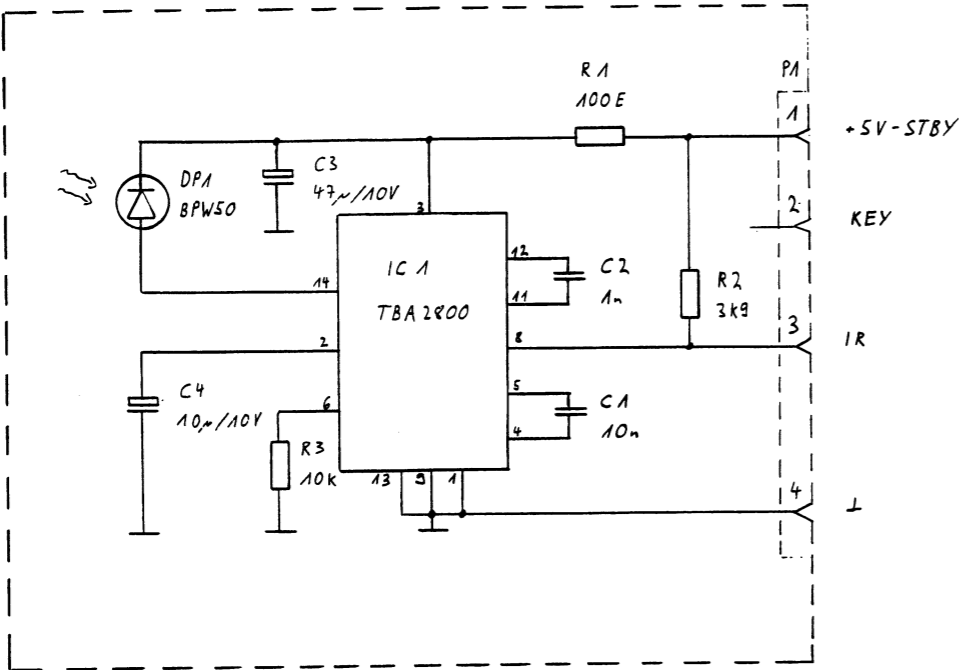 R1
100E
P1
1
+5V-STBY
C3
47µ/10V
DP1
BPW50
3
2
KEY
12
IC1
TBA2800
C2
1n
14
11
R2
3k9
3
IR
2
8
C4
10µ/10V
5
C1
10n
6
4
R3
10k
13
9
1
4
⊥